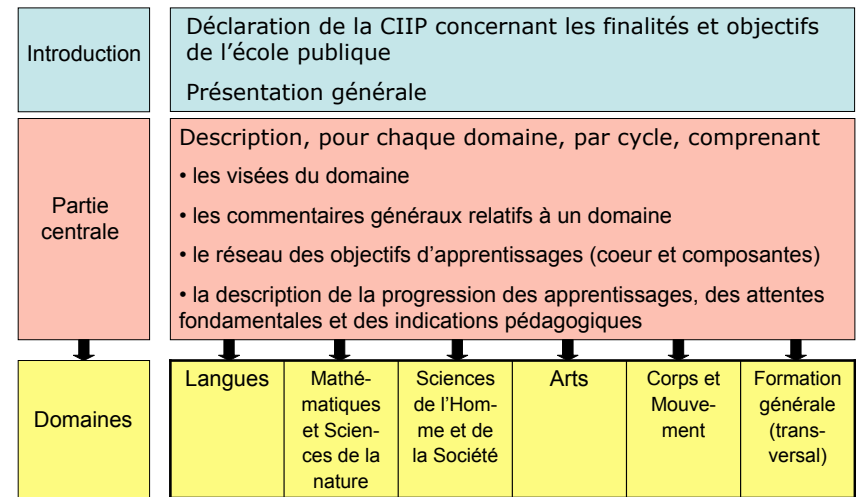 Introduction
Déclaration de la CIIP concernant les finalités et objectifs
de l'école publique
Présentation générale
Partie
centrale
Description, pour chaque domaine, par cycle, comprenant
• les visées du domaine
• les commentaires généraux relatifs à un domaine
• le réseau des objectifs d'apprentissages (coeur et composantes)
• la description de la progression des apprentissages, des attentes
fondamentales et des indications pédagogiques
Domaines
Langues
Mathé-
matiques
et Scien-
ces de la
nature
Sciences
de l'Hom-
me et de
la Société
Arts
Corps et
Mouve-
ment
Formation
générale
(trans-
versal)